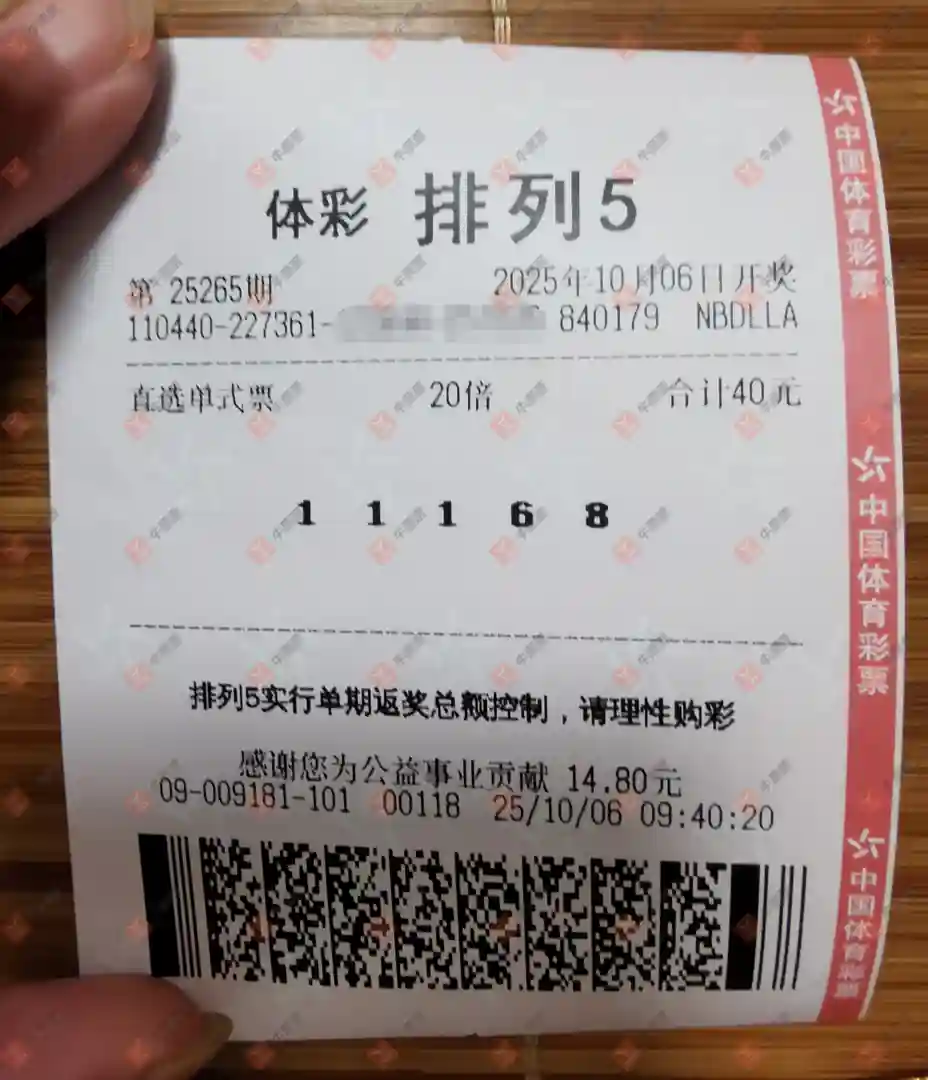 体彩 排列5
第 25265期 2025年10月06日开奖
110440-227361- 840179 NBDLLA
直选单式票 20倍 合计40元
1 1 1 6 8
排列5实行单期返奖总额控制，请理性购彩
感谢您为公益事业贡献 14.80元
09-009181-101 00118 25/10/06 09:40:20
中国体育彩票
中国体育彩票
中国体育彩票